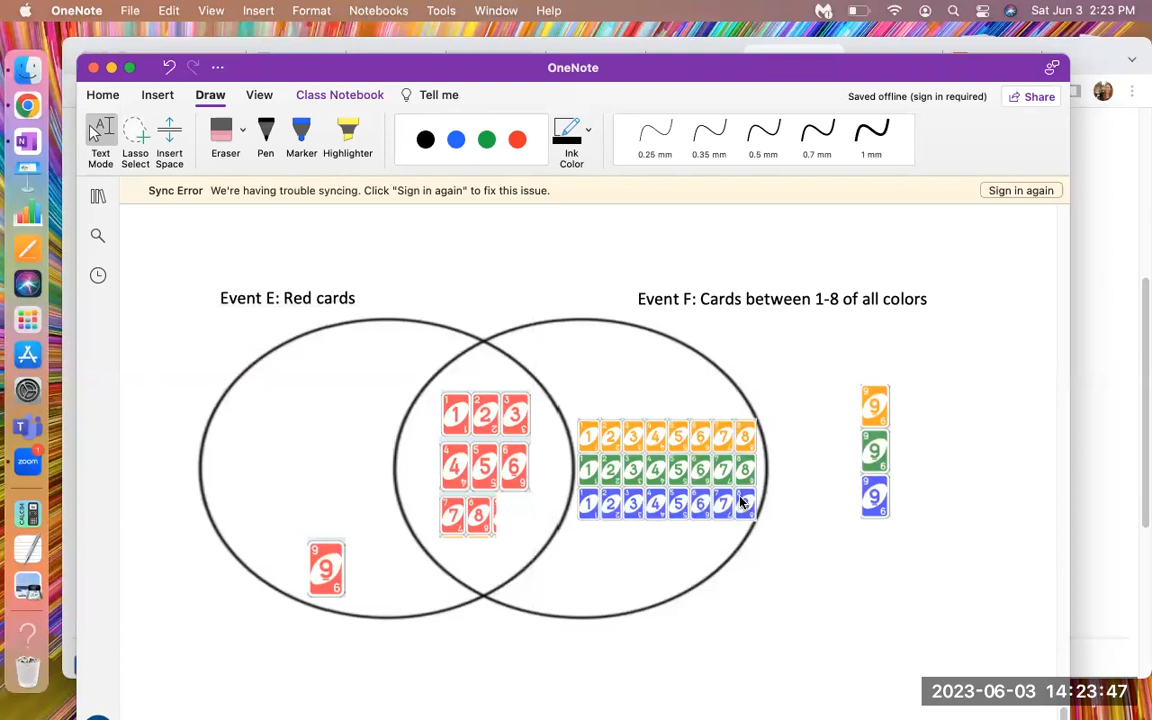 OneNote File Edit View Insert Format Notebooks Tools Window Help Sat Jun 3 2:23 PM
OneNote
Home Insert Draw View Class Notebook Tell me Saved offline (sign in required) Share
Text Mode
Lasso Select
Insert Space
Eraser
Pen
Marker
Highlighter
Ink Color
0.25 mm
0.35 mm
0.5 mm
0.7 mm
1 mm
Sync Error We're having trouble syncing. Click "Sign in again" to fix this issue. Sign in again
Event E: Red cards
Event F: Cards between 1-8 of all colors
1 2 3
4 5 6
7 8
9
1 2 3 4 5 6 7 8
1 2 3 4 5 6 7 8
1 2 3 4 5 6 7
9
9
9
zoom
1
CALCIM
2023-06-03 14:23:47